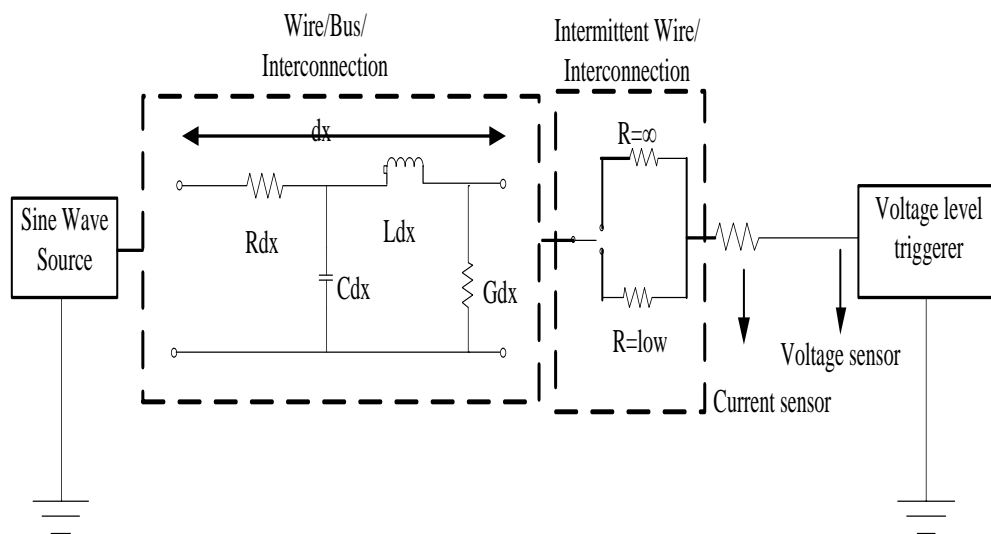 Wire/Bus/
Interconnection
Intermittent Wire/
Interconnection
dx
R=∞
Sine Wave
Source
Rdx
Ldx
Cdx
Gdx
R=low
Voltage level
triggerer
Voltage sensor
Current sensor